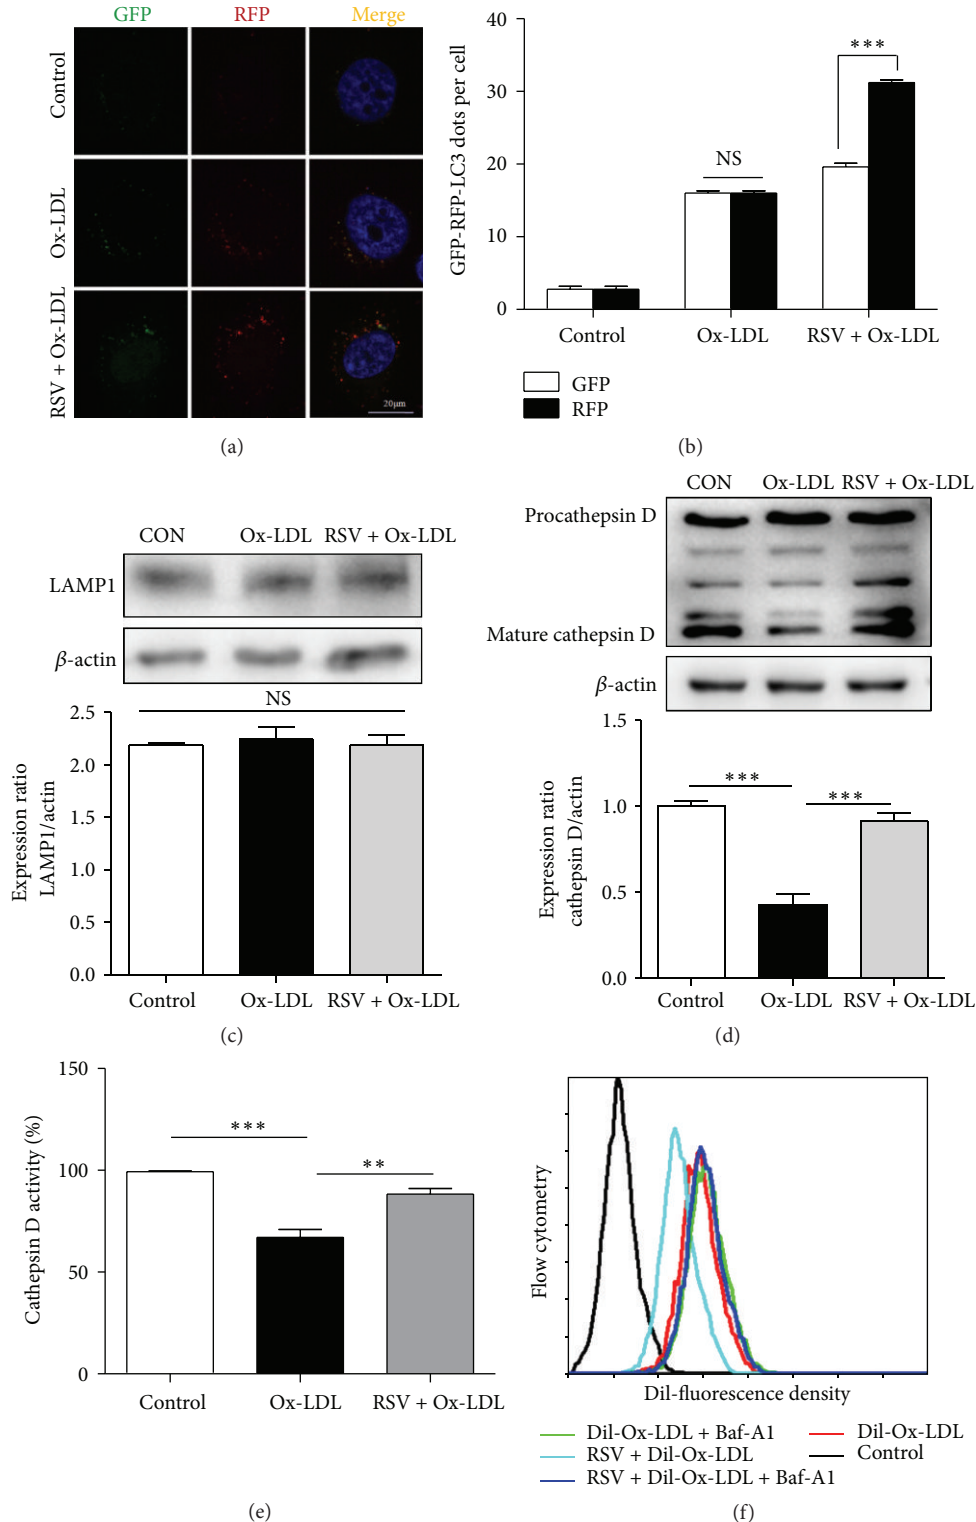 GFP RFP Merge
Control
Ox-LDL
RSV + Ox-LDL
20μm
(a)
GFP-RFP-LC3 dots per cell
40
30
20
10
0
NS
***
Control Ox-LDL RSV + Ox-LDL
GFP
RFP
(b)
CON Ox-LDL RSV + Ox-LDL
LAMP1
β-actin
NS
Expression ratio
LAMP1/actin
2.5
2.0
1.5
1.0
0.5
0.0
Control Ox-LDL RSV + Ox-LDL
(c)
CON Ox-LDL RSV + Ox-LDL
Procathepsin D
Mature cathepsin D
β-actin
Expression ratio
cathepsin D/actin
1.5
1.0
0.5
0.0
***
***
Control Ox-LDL RSV + Ox-LDL
(d)
Cathepsin D activity (%)
150
100
50
0
***
**
Control Ox-LDL RSV + Ox-LDL
(e)
Flow cytometry
Dil-fluorescence density
Dil-Ox-LDL + Baf-A1
RSV + Dil-Ox-LDL
RSV + Dil-Ox-LDL + Baf-A1
Dil-Ox-LDL
Control
(f)